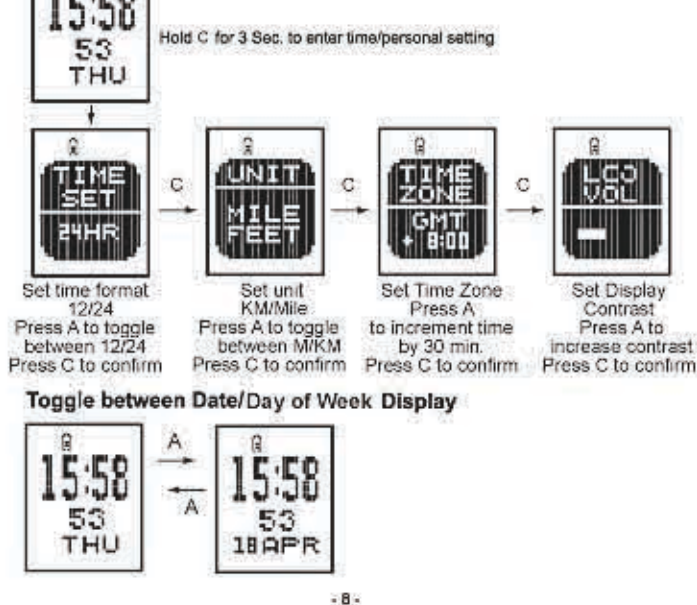 15:58
53
THU
Hold C for 3 Sec. to enter time/personal setting
TIME
SET
24HR
C
UNIT
MILE
FEET
C
TIME
ZONE
GMT
+ 8:00
C
LCD
VOL
Set time format
12/24
Press A to toggle
between 12/24
Press C to confirm
Set unit
KM/Mile
Press A to toggle
between M/KM
Press C to confirm
Set Time Zone
Press A
to increment time
by 30 min.
Press C to confirm
Set Display
Contrast
Press A to
increase contrast
Press C to confirm
Toggle between Date/Day of Week Display
15:58
53
THU
A
A
15:58
53
18APR
- 8 -